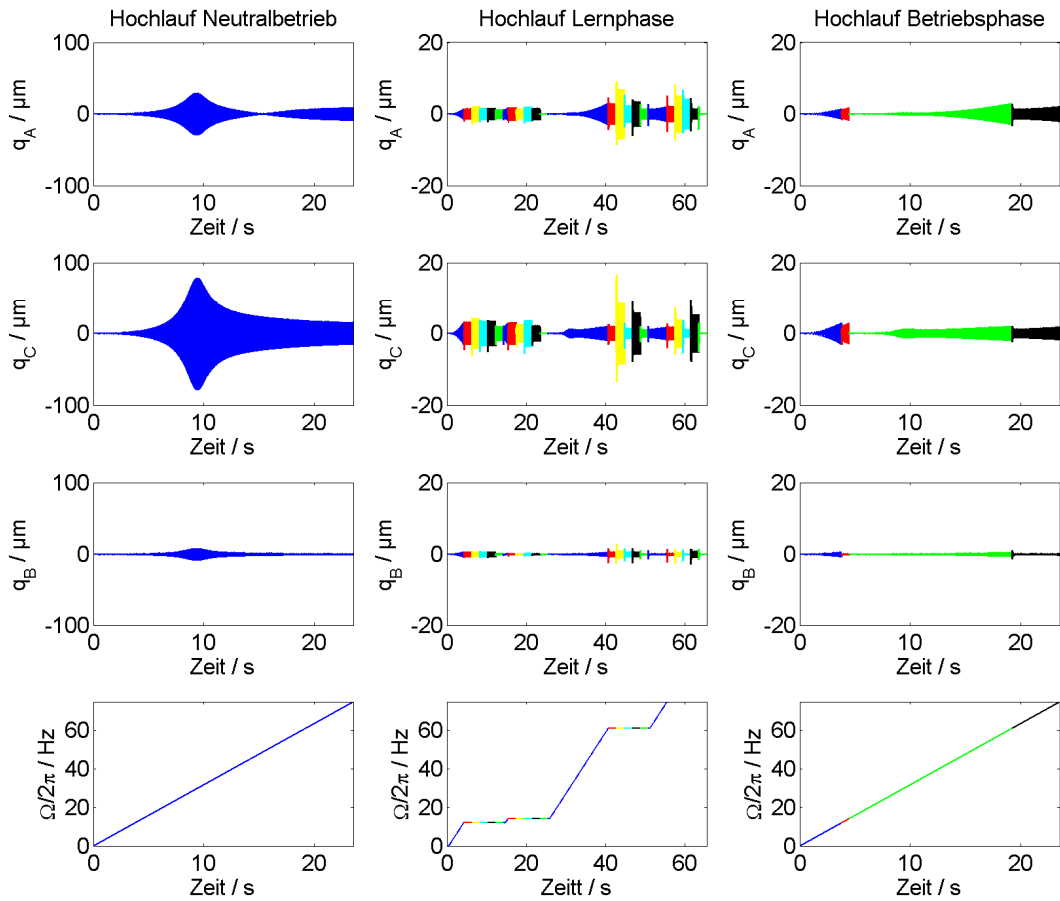 Hochlauf Neutralbetrieb
Hochlauf Lernphase
Hochlauf Betriebsphase
q_A / µm
100
0
-100
0 10 20
Zeit / s
q_A / µm
20
0
-20
0 20 40 60
Zeit / s
q_A / µm
20
0
-20
0 10 20
Zeit / s
q_C / µm
100
0
-100
0 10 20
Zeit / s
q_C / µm
20
0
-20
0 20 40 60
Zeit / s
q_C / µm
20
0
-20
0 10 20
Zeit / s
q_B / µm
100
0
-100
0 10 20
Zeit / s
q_B / µm
20
0
-20
0 20 40 60
Zeit / s
q_B / µm
20
0
-20
0 10 20
Zeit / s
Ω/2π / Hz
60
40
20
0
0 10 20
Zeit / s
Ω/2π / Hz
60
40
20
0
0 20 40 60
Zeitt / s
Ω/2π / Hz
60
40
20
0
0 10 20
Zeit / s